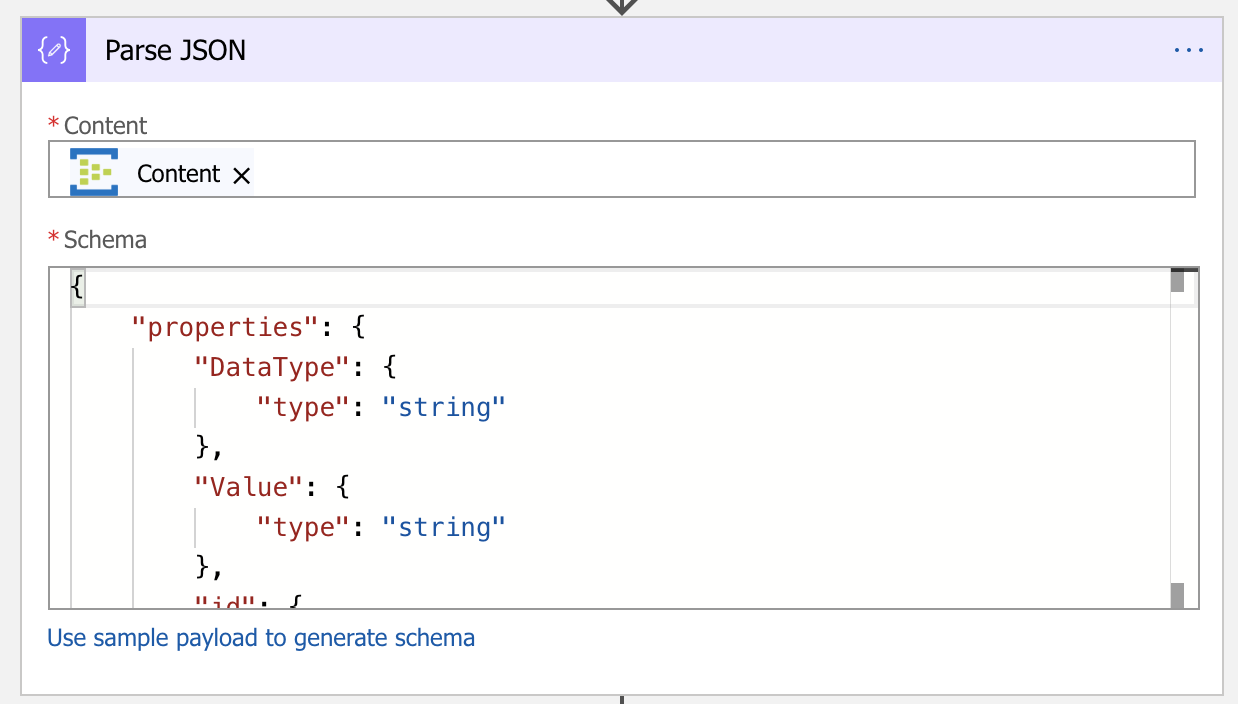 Parse JSON
...
* Content
Content ×
* Schema
{
"properties": {
"DataType": {
"type": "string"
},
"Value": {
"type": "string"
},
"id": {
Use sample payload to generate schema